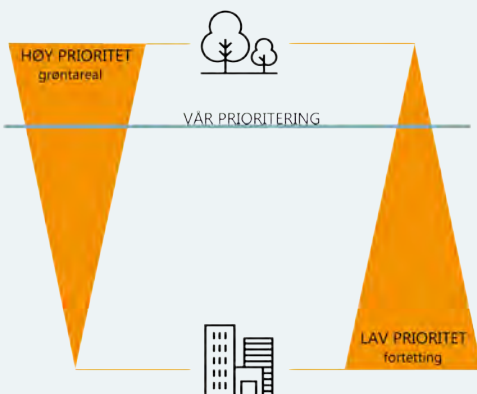 HØY PRIORITET
grøntareal
VÅR PRIORITERING
LAV PRIORITET
fortetting